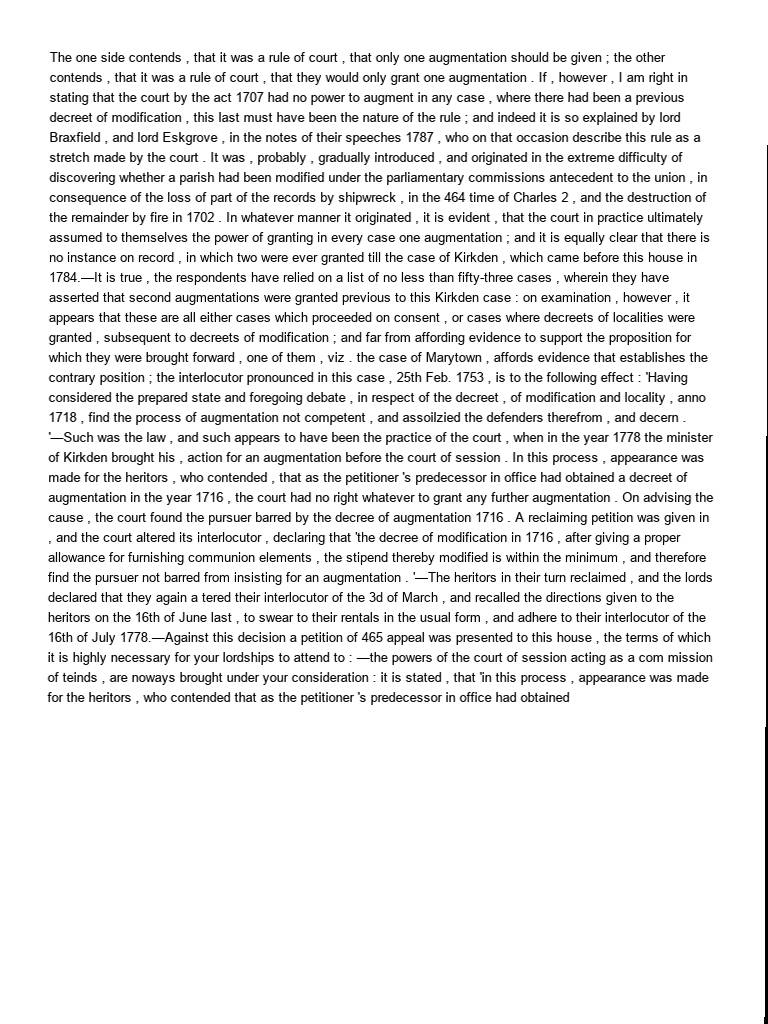 The one side contends , that it was a rule of court , that only one augmentation should be given ; the other
contends , that it was a rule of court , that they would only grant one augmentation . If , however , I am right in
stating that the court by the act 1707 had no power to augment in any case , where there had been a previous
decreet of modification , this last must have been the nature of the rule ; and indeed it is so explained by lord
Braxfield , and lord Eskgrove , in the notes of their speeches 1787 , who on that occasion describe this rule as a
stretch made by the court . It was , probably , gradually introduced , and originated in the extreme difficulty of
discovering whether a parish had been modified under the parliamentary commissions antecedent to the union , in
consequence of the loss of part of the records by shipwreck , in the 464 time of Charles 2 , and the destruction of
the remainder by fire in 1702 . In whatever manner it originated , it is evident , that the court in practice ultimately
assumed to themselves the power of granting in every case one augmentation ; and it is equally clear that there is
no instance on record , in which two were ever granted till the case of Kirkden , which came before this house in
1784.—It is true , the respondents have relied on a list of no less than fifty-three cases , wherein they have
asserted that second augmentations were granted previous to this Kirkden case : on examination , however , it
appears that these are all either cases which proceeded on consent , or cases where decreets of localities were
granted , subsequent to decreets of modification ; and far from affording evidence to support the proposition for
which they were brought forward , one of them , viz . the case of Marytown , affords evidence that establishes the
contrary position ; the interlocutor pronounced in this case , 25th Feb. 1753 , is to the following effect : 'Having
considered the prepared state and foregoing debate , in respect of the decreet , of modification and locality , anno
1718 , find the process of augmentation not competent , and assoilzied the defenders therefrom , and decern .
'—Such was the law , and such appears to have been the practice of the court , when in the year 1778 the minister
of Kirkden brought his , action for an augmentation before the court of session . In this process , appearance was
made for the heritors , who contended , that as the petitioner 's predecessor in office had obtained a decreet of
augmentation in the year 1716 , the court had no right whatever to grant any further augmentation . On advising the
cause , the court found the pursuer barred by the decree of augmentation 1716 . A reclaiming petition was given in
, and the court altered its interlocutor , declaring that 'the decree of modification in 1716 , after giving a proper
allowance for furnishing communion elements , the stipend thereby modified is within the minimum , and therefore
find the pursuer not barred from insisting for an augmentation . '—The heritors in their turn reclaimed , and the lords
declared that they again a tered their interlocutor of the 3d of March , and recalled the directions given to the
heritors on the 16th of June last , to swear to their rentals in the usual form , and adhere to their interlocutor of the
16th of July 1778.—Against this decision a petition of 465 appeal was presented to this house , the terms of which
it is highly necessary for your lordships to attend to : —the powers of the court of session acting as a com mission
of teinds , are noways brought under your consideration : it is stated , that 'in this process , appearance was made
for the heritors , who contended that as the petitioner 's predecessor in office had obtained